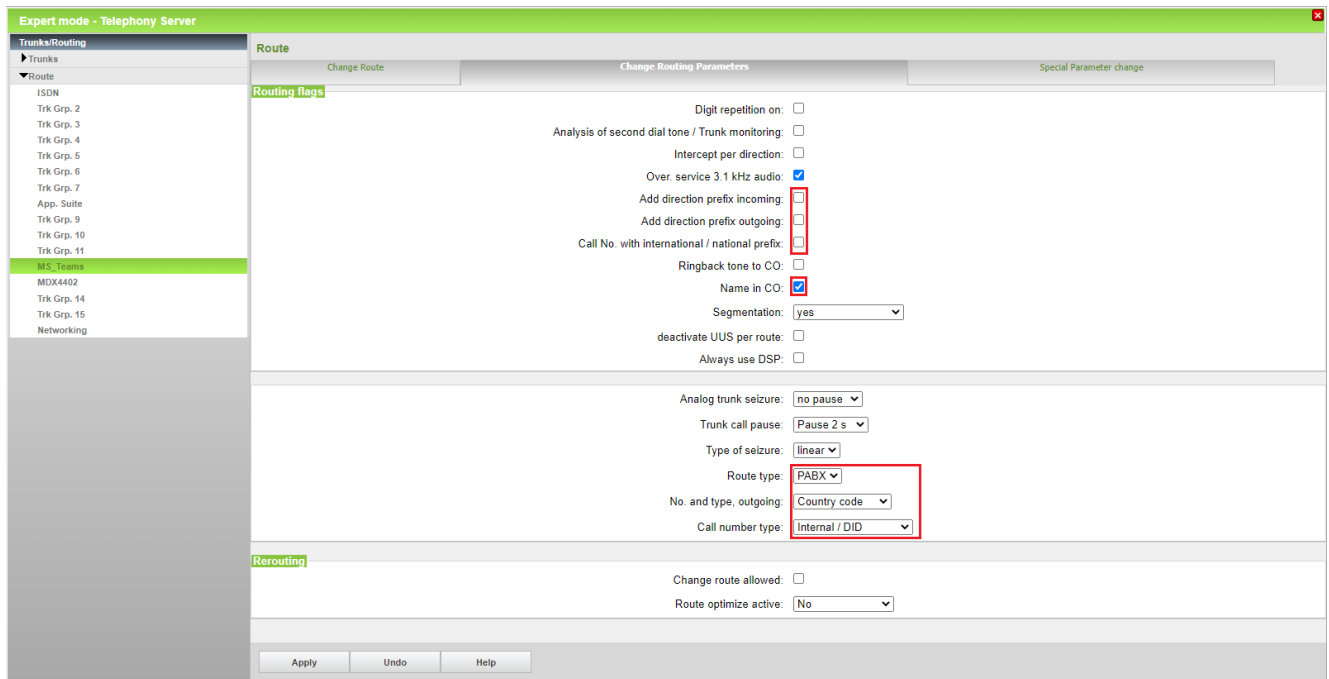 Expert mode - Telephony Server
Trunks/Routing
Trunks
Route
ISDN
Trk Grp. 2
Trk Grp. 3
Trk Grp. 4
Trk Grp. 5
Trk Grp. 6
Trk Grp. 7
App. Suite
Trk Grp. 9
Trk Grp. 10
Trk Grp. 11
MS_Teams
MDX4402
Trk Grp. 14
Trk Grp. 15
Networking
Route
Change Route
Change Routing Parameters
Special Parameter change
Routing flags
Digit repetition on:
Analysis of second dial tone / Trunk monitoring:
Intercept per direction:
Over. service 3.1 kHz audio:
Add direction prefix incoming:
Add direction prefix outgoing:
Call No. with international / national prefix:
Ringback tone to CO:
Name in CO:
Segmentation: yes
deactivate UUS per route:
Always use DSP:
Analog trunk seizure: no pause
Trunk call pause: Pause 2 s
Type of seizure: linear
Route type: PABX
No. and type, outgoing: Country code
Call number type: Internal / DID
Rerouting
Change route allowed:
Route optimize active: No
Apply
Undo
Help